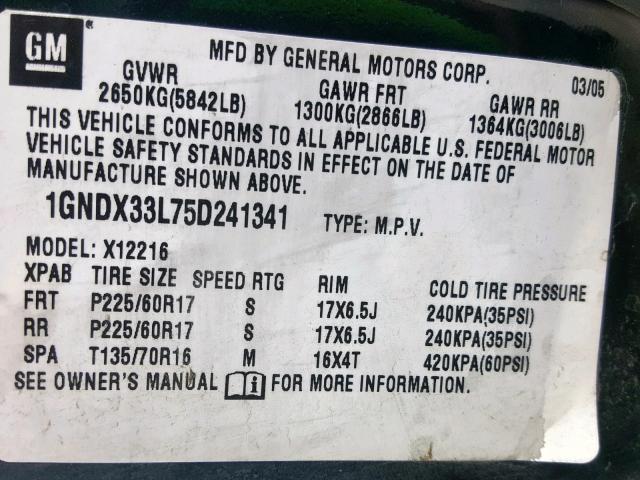 GM
MFD BY GENERAL MOTORS CORP.
03/05
GVWR GAWR FRT GAWR RR
2650KG(5842LB) 1300KG(2866LB) 1364KG(3006LB)
THIS VEHICLE CONFORMS TO ALL APPLICABLE U.S. FEDERAL MOTOR
VEHICLE SAFETY STANDARDS IN EFFECT ON THE DATE OF
MANUFACTURE SHOWN ABOVE.
1GNDX33L75D241341 TYPE: M.P.V.
MODEL: X12216
XPAB TIRE SIZE SPEED RTG RIM COLD TIRE PRESSURE
FRT P225/60R17 S 17X6.5J 240KPA(35PSI)
RR P225/60R17 S 17X6.5J 240KPA(35PSI)
SPA T135/70R16 M 16X4T 420KPA(60PSI)
SEE OWNER'S MANUAL i FOR MORE INFORMATION.